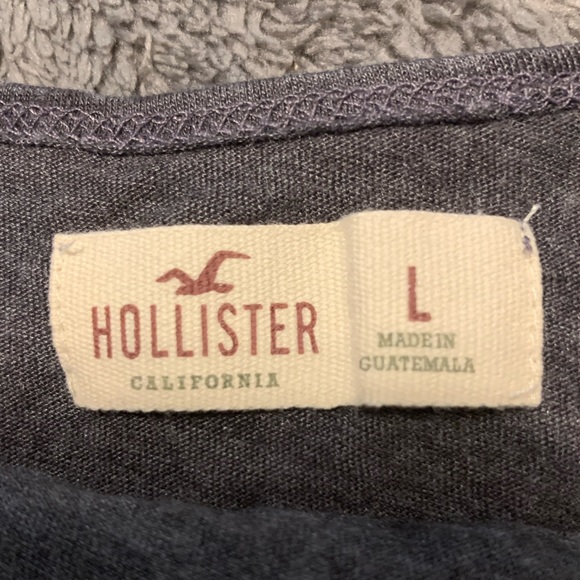 HOLLISTER
CALIFORNIA
L
MADE IN
GUATEMALA